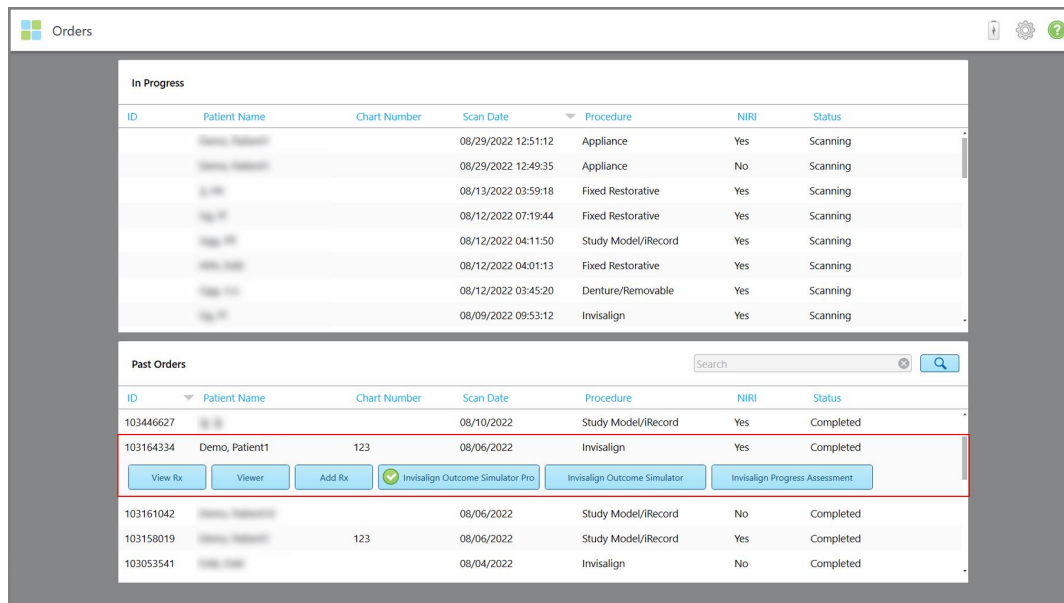 Orders
In Progress
ID Patient Name Chart Number Scan Date Procedure NIRI Status
08/29/2022 12:51:12 Appliance Yes Scanning
08/29/2022 12:49:35 Appliance No Scanning
08/13/2022 03:59:18 Fixed Restorative Yes Scanning
08/12/2022 07:19:44 Fixed Restorative Yes Scanning
08/12/2022 04:11:50 Study Model/iRecord Yes Scanning
08/12/2022 04:01:13 Fixed Restorative Yes Scanning
08/12/2022 03:45:20 Denture/Removable Yes Scanning
08/09/2022 09:53:12 Invisalign Yes Scanning
Past Orders Search
ID Patient Name Chart Number Scan Date Procedure NIRI Status
103446627 08/10/2022 Study Model/iRecord Yes Completed
103164334 Demo, Patient1 123 08/06/2022 Invisalign Yes Completed
View Rx Viewer Add Rx Invisalign Outcome Simulator Pro Invisalign Outcome Simulator Invisalign Progress Assessment
103161042 08/06/2022 Study Model/iRecord No Completed
103158019 123 08/06/2022 Study Model/iRecord Yes Completed
103053541 08/04/2022 Invisalign No Completed